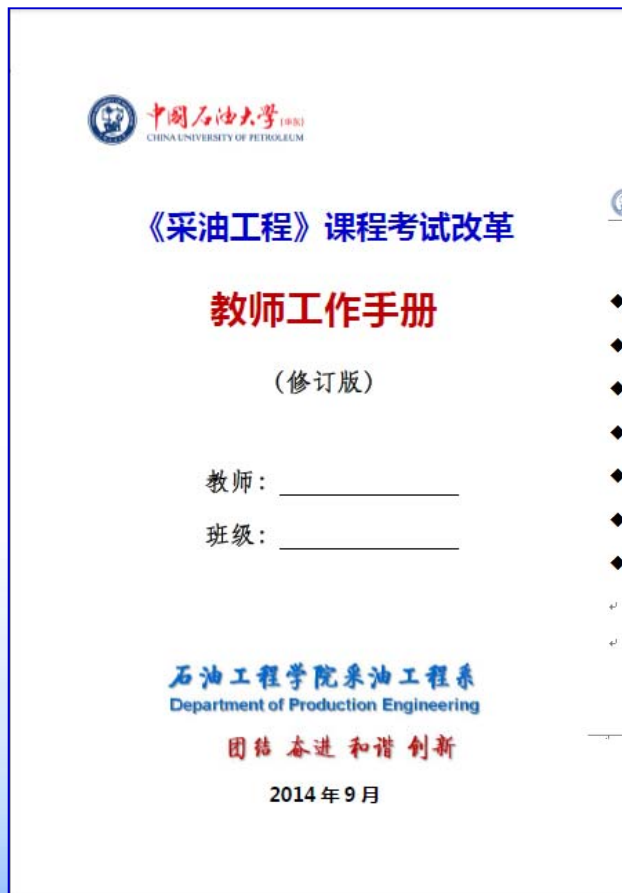 中国石油大学(华东)
CHINA UNIVERSITY OF PETROLEUM
《采油工程》课程考试改革
教师工作手册
(修订版)
教师:
班级:
石油工程学院采油工程系
Department of Production Engineering
团结 奋进 和谐 创新
2014年9月